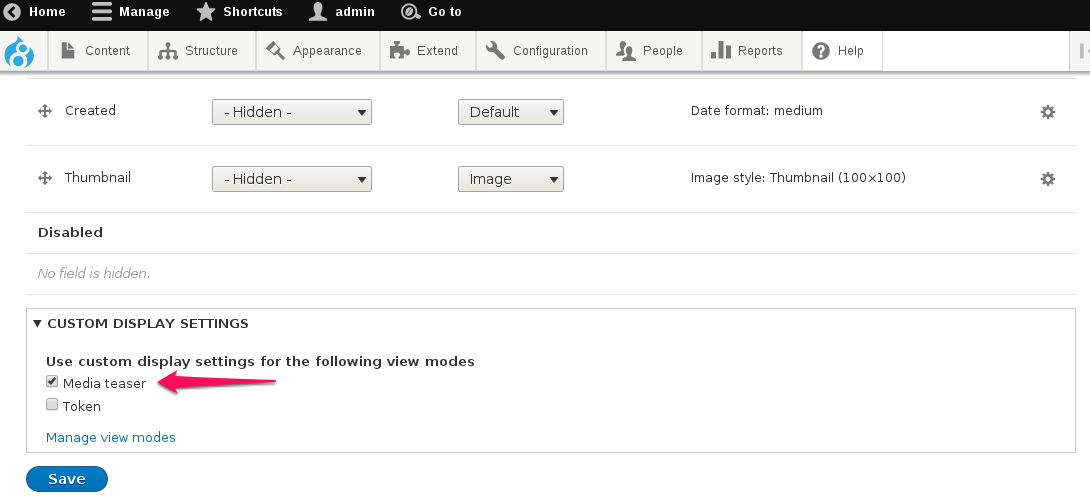 Home Manage Shortcuts admin Go to
Content Structure Appearance Extend Configuration People Reports Help
Created - Hidden - Default Date format: medium
Thumbnail - Hidden - Image Image style: Thumbnail (100×100)
Disabled
No field is hidden.
CUSTOM DISPLAY SETTINGS
Use custom display settings for the following view modes
Media teaser
Token
Manage view modes
Save